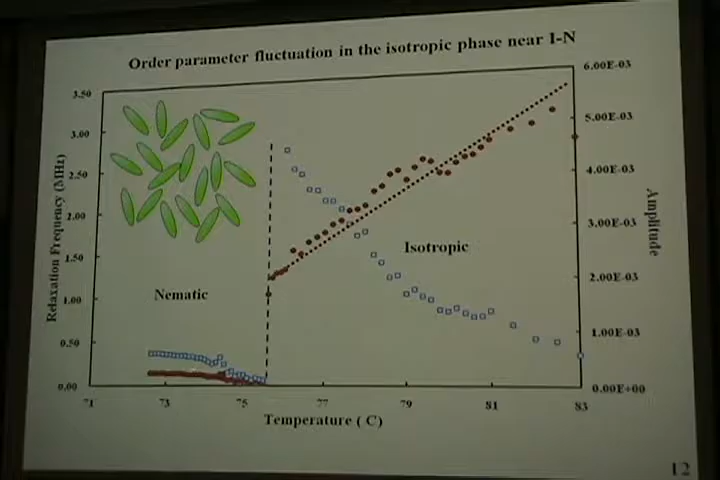 Order parameter fluctuation in the isotropic phase near I-N
6.00E-03
3.50
5.00E-03
3.00
4.00E-03
2.50
2.00
3.00E-03
Relaxation Frequency (MHz)
Amplitude
Isotropic
1.50
2.00E-03
Nematic
1.00
1.00E-03
0.50
0.00
0.00E+00
71
73
75
77
79
81
83
Temperature ( C)
12